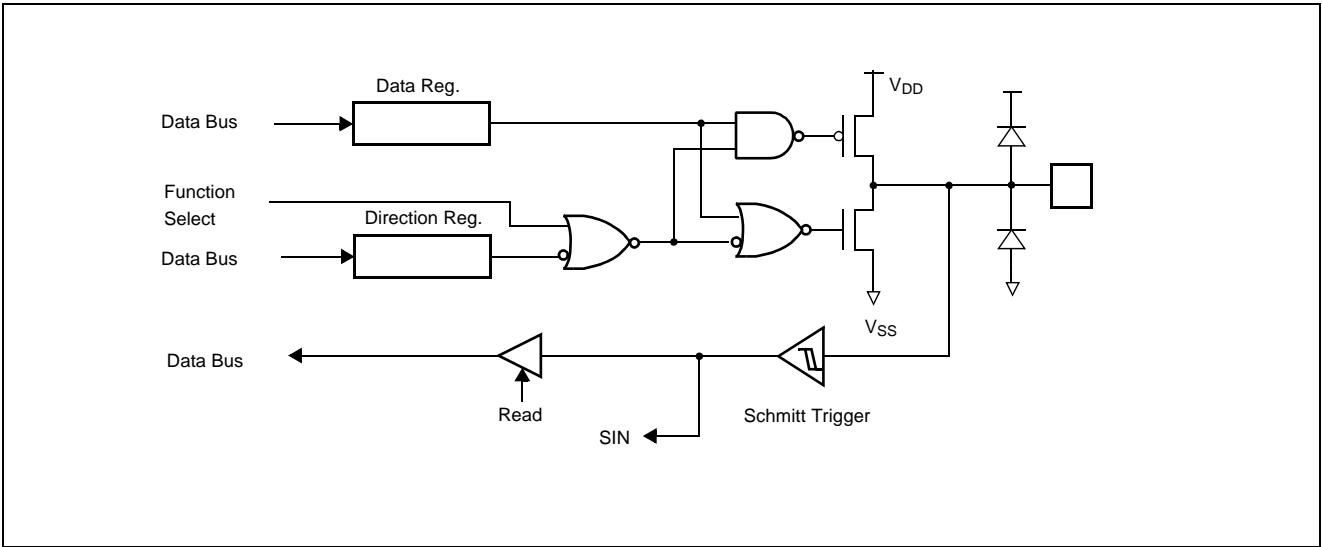 Data Reg.
VDD
Data Bus
Function
Select
Direction Reg.
Data Bus
VSS
Data Bus
Read
Schmitt Trigger
SIN